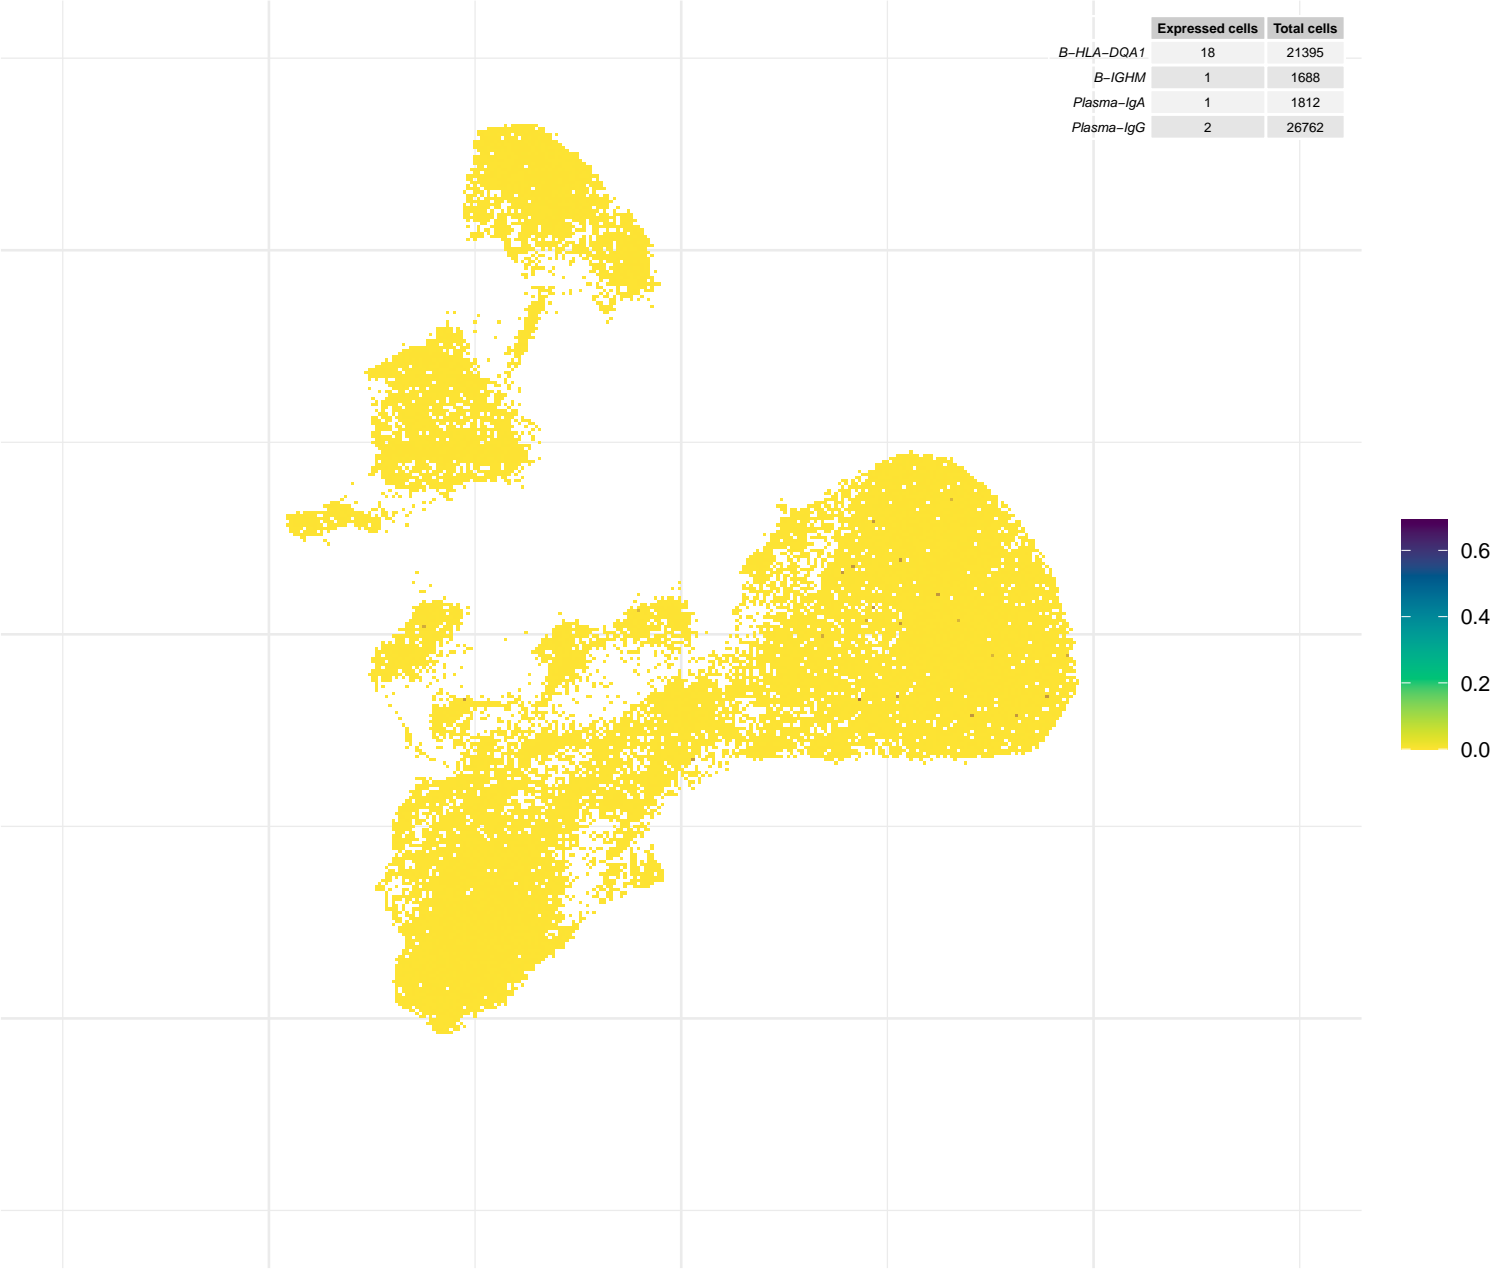 Expressed cells Total cells
B−HLA−DQA1 18 21395
B−IGHM 1 1688
Plasma−IgA 1 1812
Plasma−IgG 2 26762
0.6
0.4
0.2
0.0